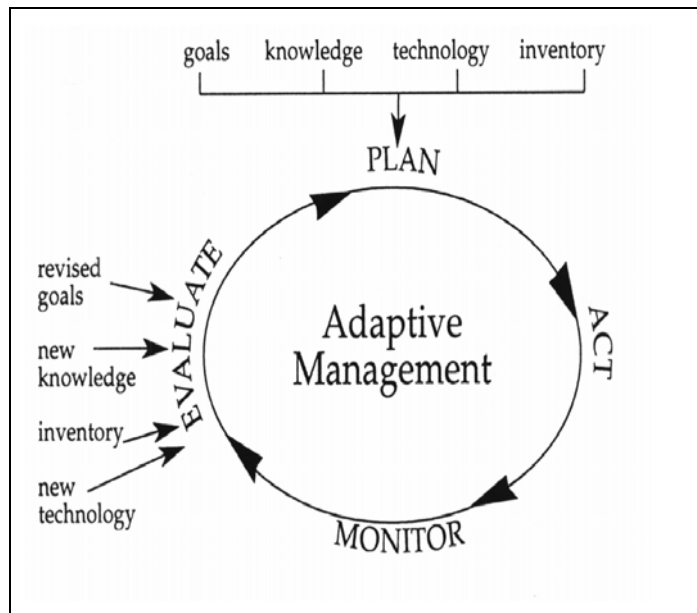 goals knowledge technology inventory
PLAN
ACT
MONITOR
EVALUATE
revised
goals
new
knowledge
inventory
new
technology
Adaptive
Management